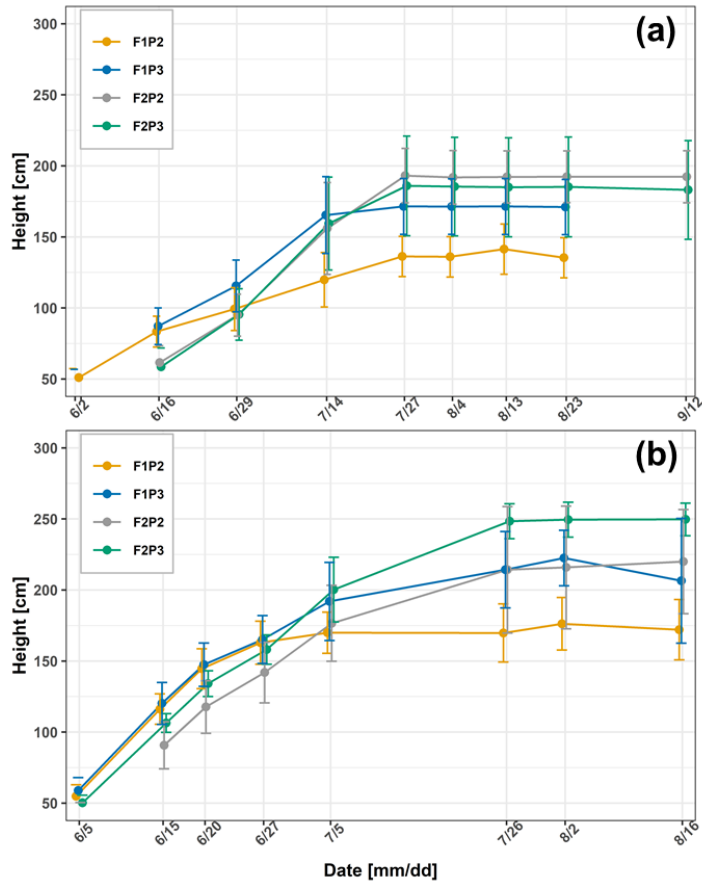 (a)
F1P2
F1P3
F2P2
F2P3
Height [cm]
300
250
200
150
100
50
6/2
6/16
6/29
7/14
7/27
8/4
8/13
8/23
9/12
(b)
F1P2
F1P3
F2P2
F2P3
Height [cm]
300
250
200
150
100
50
6/5
6/15
6/20
6/27
7/5
7/26
8/2
8/16
Date [mm/dd]